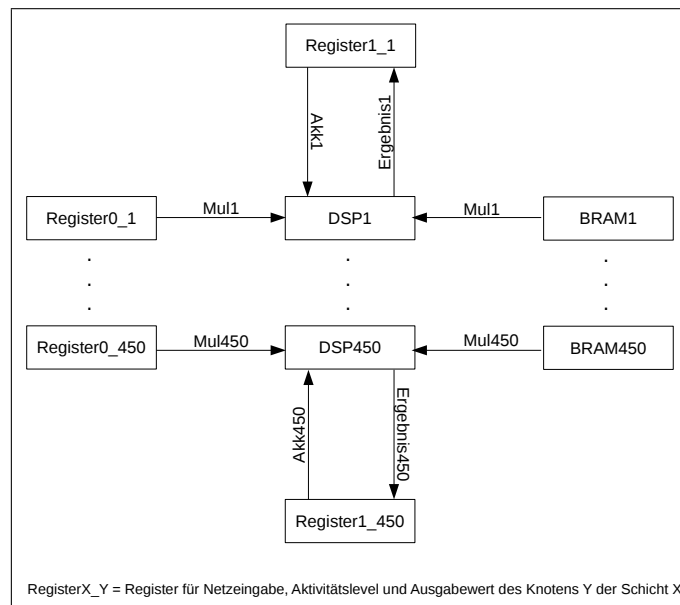 Register1_1
Akk1
Ergebnis1
Register0_1
Mul1
DSP1
Mul1
BRAM1
. . .
. . .
. . .
Register0_450
Mul450
DSP450
Mul450
BRAM450
Akk450
Ergebnis450
Register1_450
RegisterX_Y = Register für Netzeingabe, Aktivitätslevel und Ausgabewert des Knotens Y der Schicht X